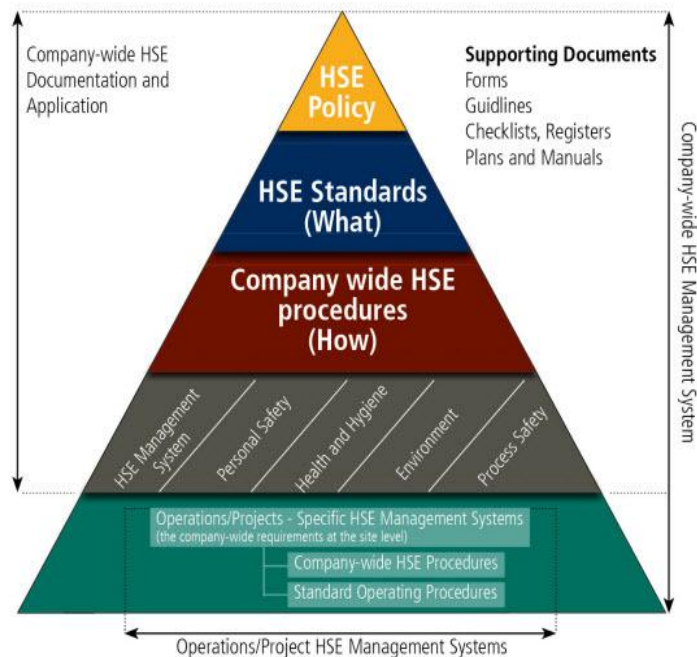 Company-wide HSE
Documentation and
Application
HSE
Policy
Supporting Documents
Forms
Guidlines
Checklists, Registers
Plans and Manuals
HSE Standards
(What)
Company wide HSE
procedures
(How)
HSE Management
System
Personal Safety
Health and Hygiene
Environment
Process Safety
Operations/Projects - Specific HSE Management Systems
(the company-wide requirements at the site level)
Company-wide HSE Procedures
Standard Operating Procedures
Operations/Project HSE Management Systems
Company-wide HSE Management System